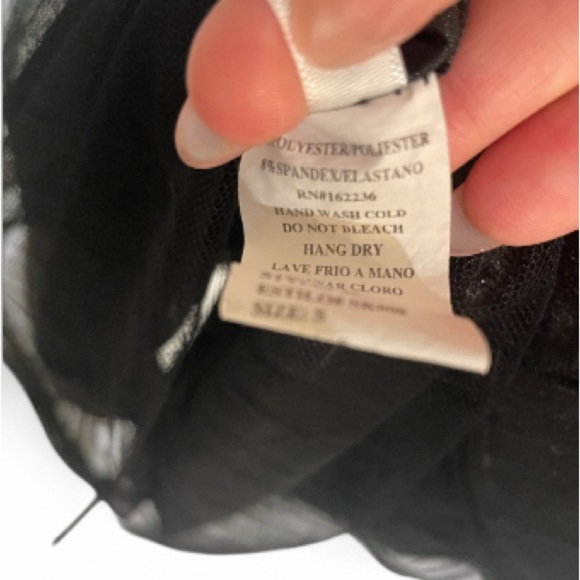 POLYESTER/POLIESTER
8% SPANDEX/ELASTANO
RN#162236
HAND WASH COLD
DO NOT BLEACH
HANG DRY
LAVE FRIO A MANO
CLORO
SIZE: